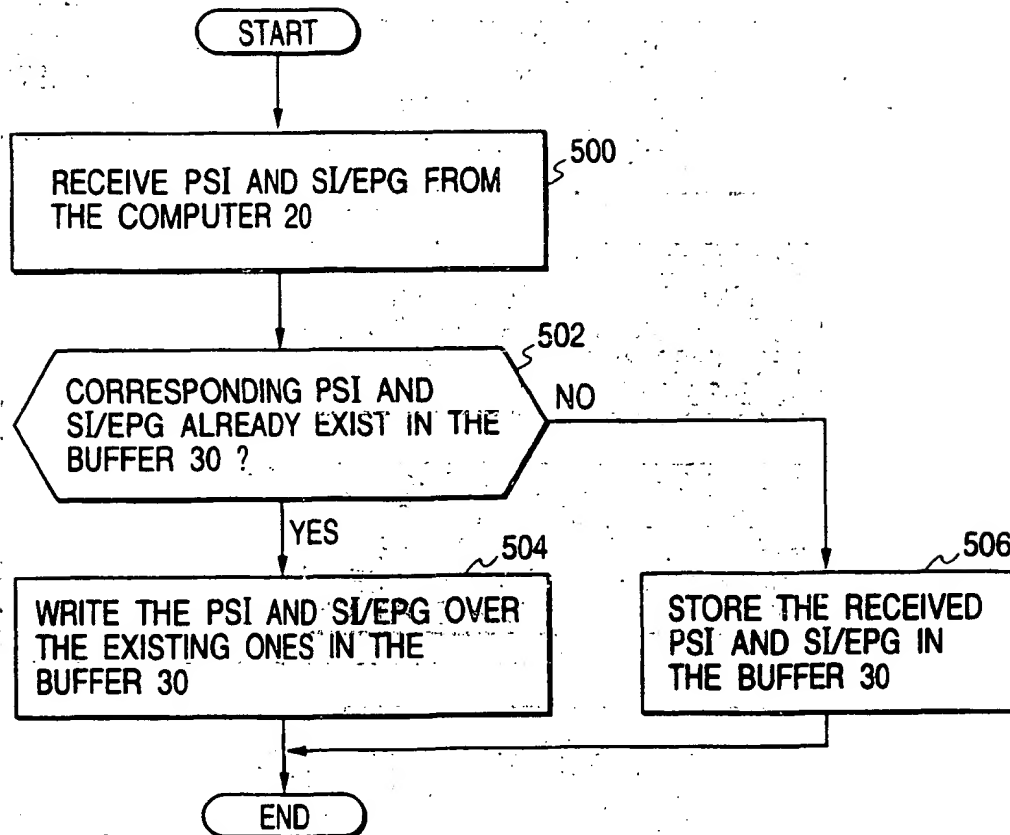 START
500
RECEIVE PSI AND SI/EPG FROM
THE COMPUTER 20
502
CORRESPONDING PSI AND
SI/EPG ALREADY EXIST IN THE
BUFFER 30 ?
NO
YES
504
WRITE THE PSI AND SI/EPG OVER
THE EXISTING ONES IN THE
BUFFER 30
506
STORE THE RECEIVED
PSI AND SI/EPG IN
THE BUFFER 30
END